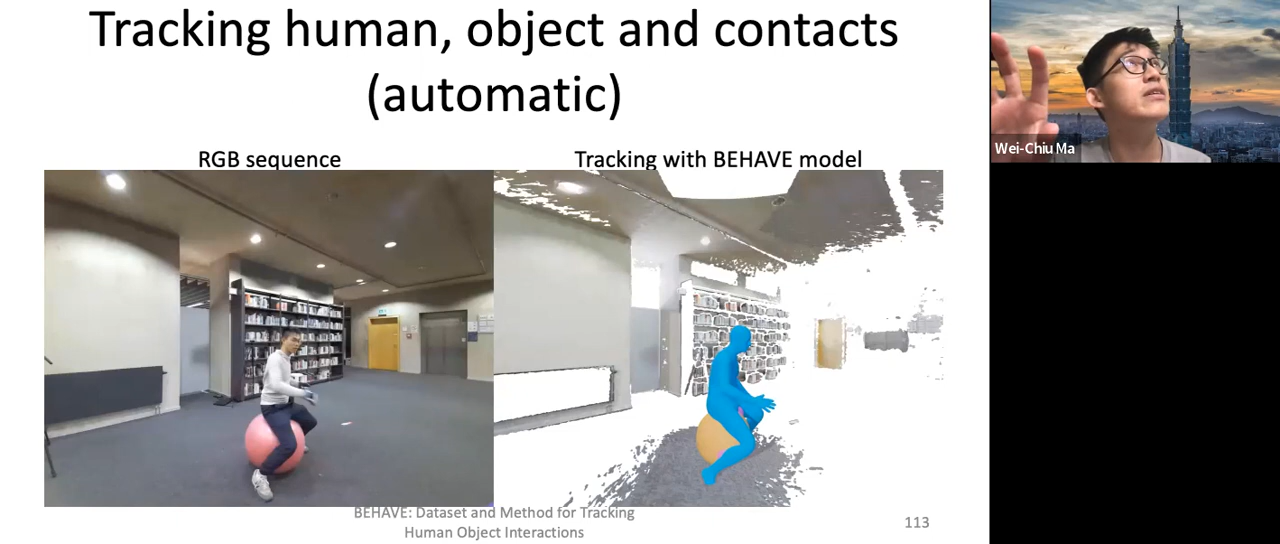 Tracking human, object and contacts
(automatic)
RGB sequence
Tracking with BEHAVE model
Wei-Chiu Ma
BEHAVE: Dataset and Method for Tracking
Human Object Interactions
113